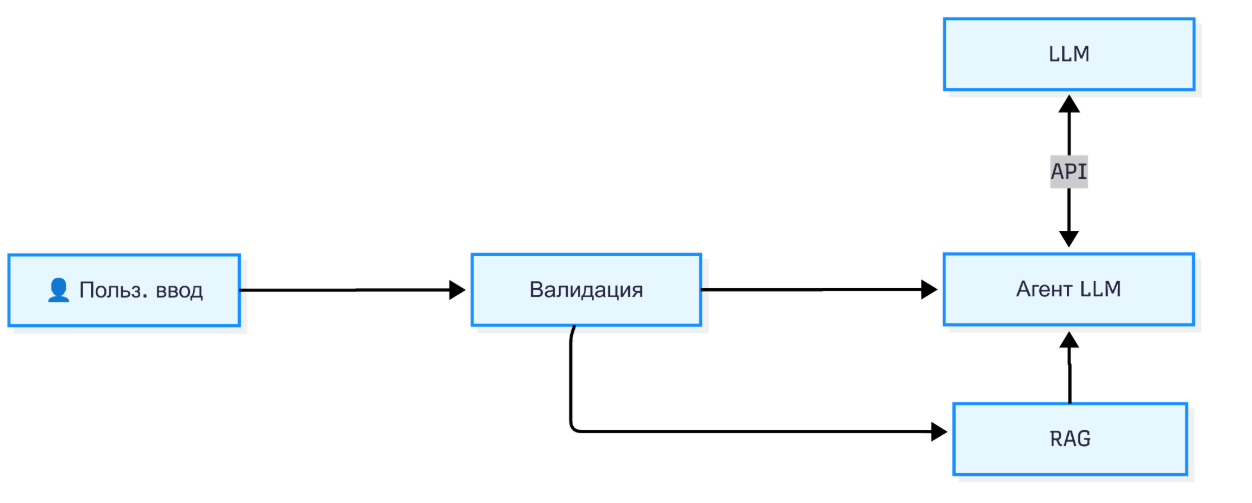 LLM
API
Польз. ввод
Валидация
Агент LLM
RAG